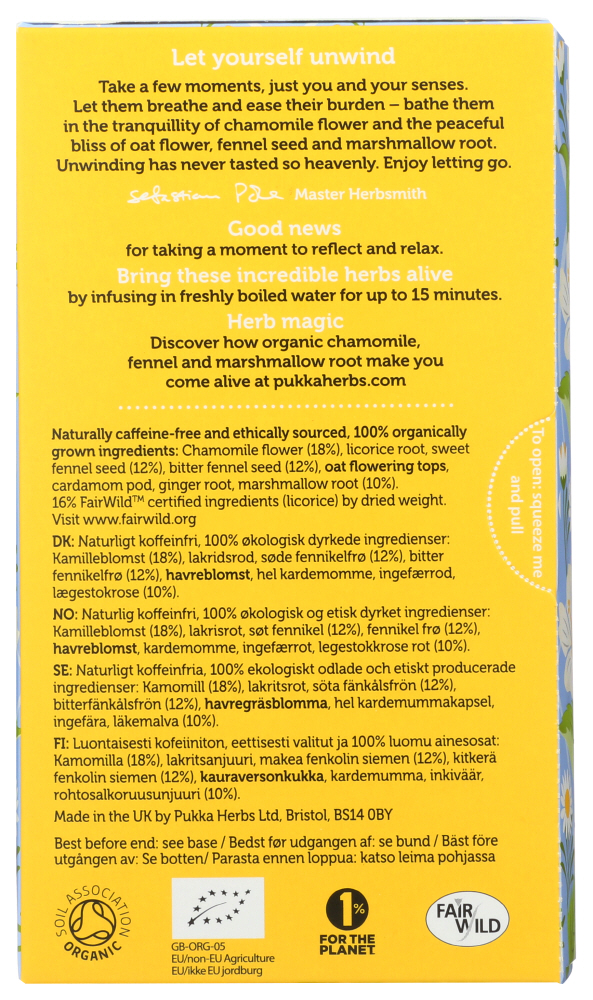 Let yourself unwind
Take a few moments, just you and your senses.
Let them breathe and ease their burden – bathe them
in the tranquillity of chamomile flower and the peaceful
bliss of oat flower, fennel seed and marshmallow root.
Unwinding has never tasted so heavenly. Enjoy letting go.
Sebastian Pole Master Herbsmith
Good news
for taking a moment to reflect and relax.
Bring these incredible herbs alive
by infusing in freshly boiled water for up to 15 minutes.
Herb magic
Discover how organic chamomile,
fennel and marshmallow root make you
come alive at pukkaherbs.com
Naturally caffeine-free and ethically sourced, 100% organically
grown ingredients: Chamomile flower (18%), licorice root, sweet
fennel seed (12%), bitter fennel seed (12%), oat flowering tops,
cardamom pod, ginger root, marshmallow root (10%).
16% FairWild™ certified ingredients (licorice) by dried weight.
Visit www.fairwild.org
To open: squeeze me
and pull
DK: Naturligt koffeinfri, 100% økologisk dyrkede ingredienser:
Kamilleblomst (18%), lakridsrod, søde fennikelfrø (12%), bitter
fennikelfrø (12%), havreblomst, hel kardemomme, ingefærrod,
lægestokrose (10%).
NO: Naturlig koffeinfri, 100% økologisk og etisk dyrket ingredienser:
Kamilleblomst (18%), lakrisrot, søt fennikel (12%), fennikel frø (12%),
havreblomst, kardemomme, ingefærrot, legestokkrose rot (10%).
SE: Naturligt koffeinfria, 100% ekologiskt odlade och etiskt producerade
ingredienser: Kamomill (18%), lakritsrot, söta fänkålsfrön (12%),
bitterfänkålsfrön (12%), havregräsblomma, hel kardemummakapsel,
ingefära, läkemalva (10%).
FI: Luontaisesti kofeiiniton, eettisesti valitut ja 100% luomu ainesosat:
Kamomilla (18%), lakritsanjuuri, makea fenkolin siemen (12%), kitkerä
fenkolin siemen (12%), kauraversonkukka, kardemumma, inkiväär,
rohtosalkoruusunjuuri (10%).
Made in the UK by Pukka Herbs Ltd, Bristol, BS14 0BY
Best before end: see base / Bedst før udgangen af: se bund / Bäst före
utgången av: Se botten/ Parasta ennen loppua: katso leima pohjassa
SOIL ASSOCIATION
ORGANIC
GB-ORG-05
EU/non-EU Agriculture
EU/ikke EU jordburg
1%
FOR THE
PLANET
FAIR
WILD